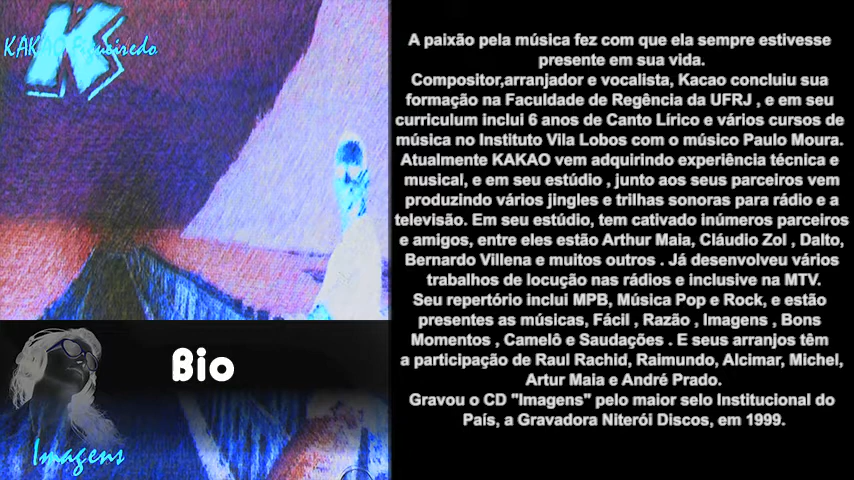 KAKAO Figueiredo
Bio
Imagens
A paixão pela música fez com que ela sempre estivesse
presente em sua vida.
Compositor,arranjador e vocalista, Kacao concluiu sua
formação na Faculdade de Regência da UFRJ , e em seu
curriculum inclui 6 anos de Canto Lírico e vários cursos de
música no Instituto Vila Lobos com o músico Paulo Moura.
Atualmente KAKAO vem adquirindo experiência técnica e
musical, e em seu estúdio , junto aos seus parceiros vem
produzindo vários jingles e trilhas sonoras para rádio e a
televisão. Em seu estúdio, tem cativado inúmeros parceiros
e amigos, entre eles estão Arthur Maia, Cláudio Zol , Dalto,
Bernardo Villena e muitos outros . Já desenvolveu vários
trabalhos de locução nas rádios e inclusive na MTV.
Seu repertório inclui MPB, Música Pop e Rock, e estão
presentes as músicas, Fácil , Razão , Imagens , Bons
Momentos , Camelô e Saudações . E seus arranjos têm
a participação de Raul Rachid, Raimundo, Alcimar, Michel,
Artur Maia e André Prado.
Gravou o CD "Imagens" pelo maior selo Institucional do
País, a Gravadora Niterói Discos, em 1999.